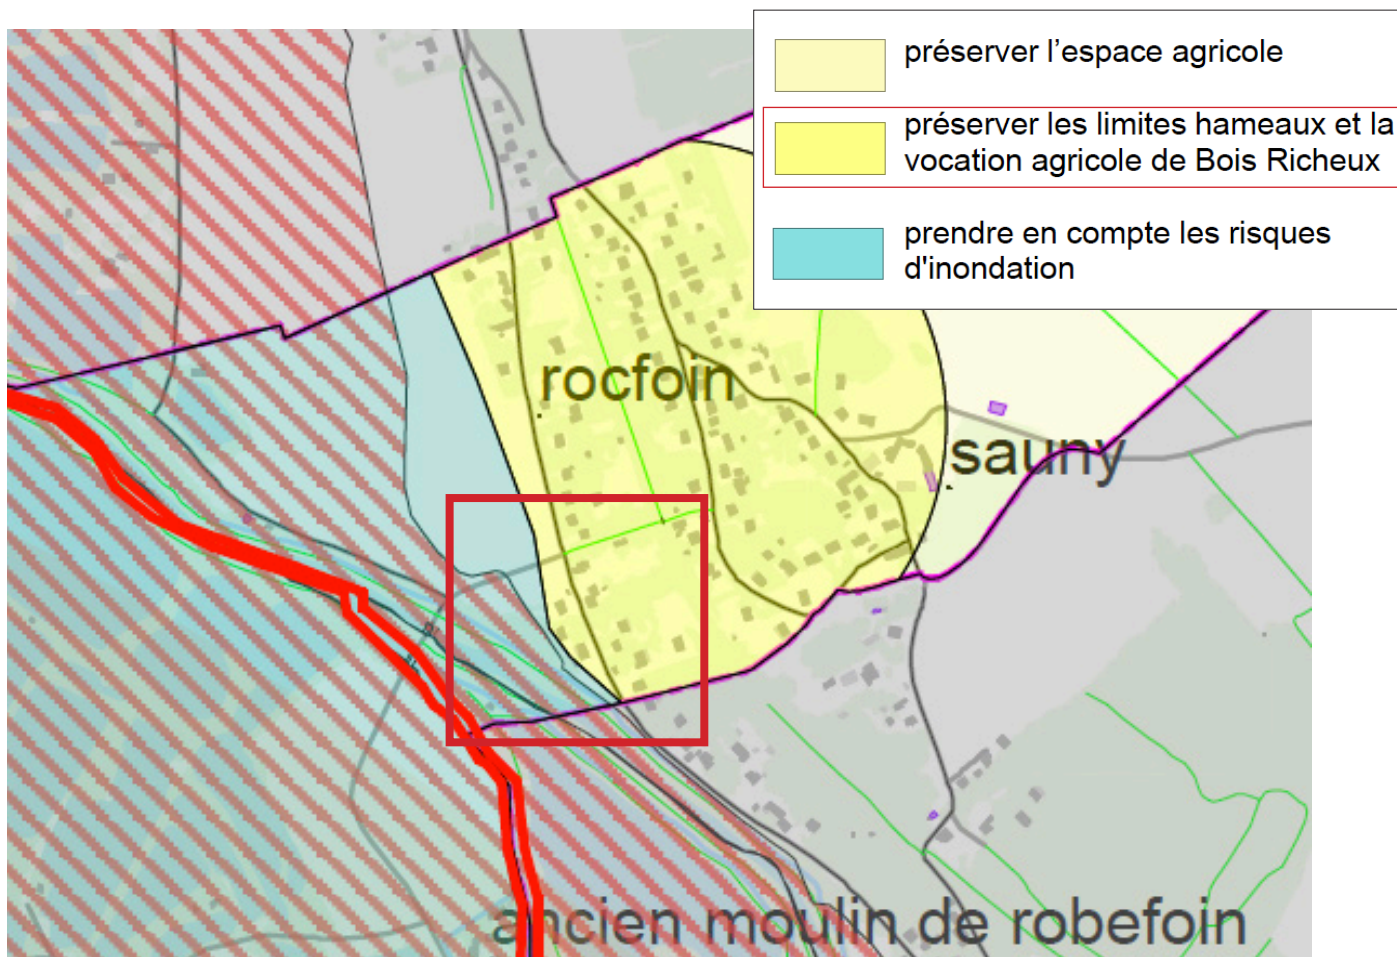 préserver l’espace agricole
préserver les limites hameaux et la
vocation agricole de Bois Richeux
prendre en compte les risques
d'inondation
rocfoin
sauny
ancien moulin de robefoin